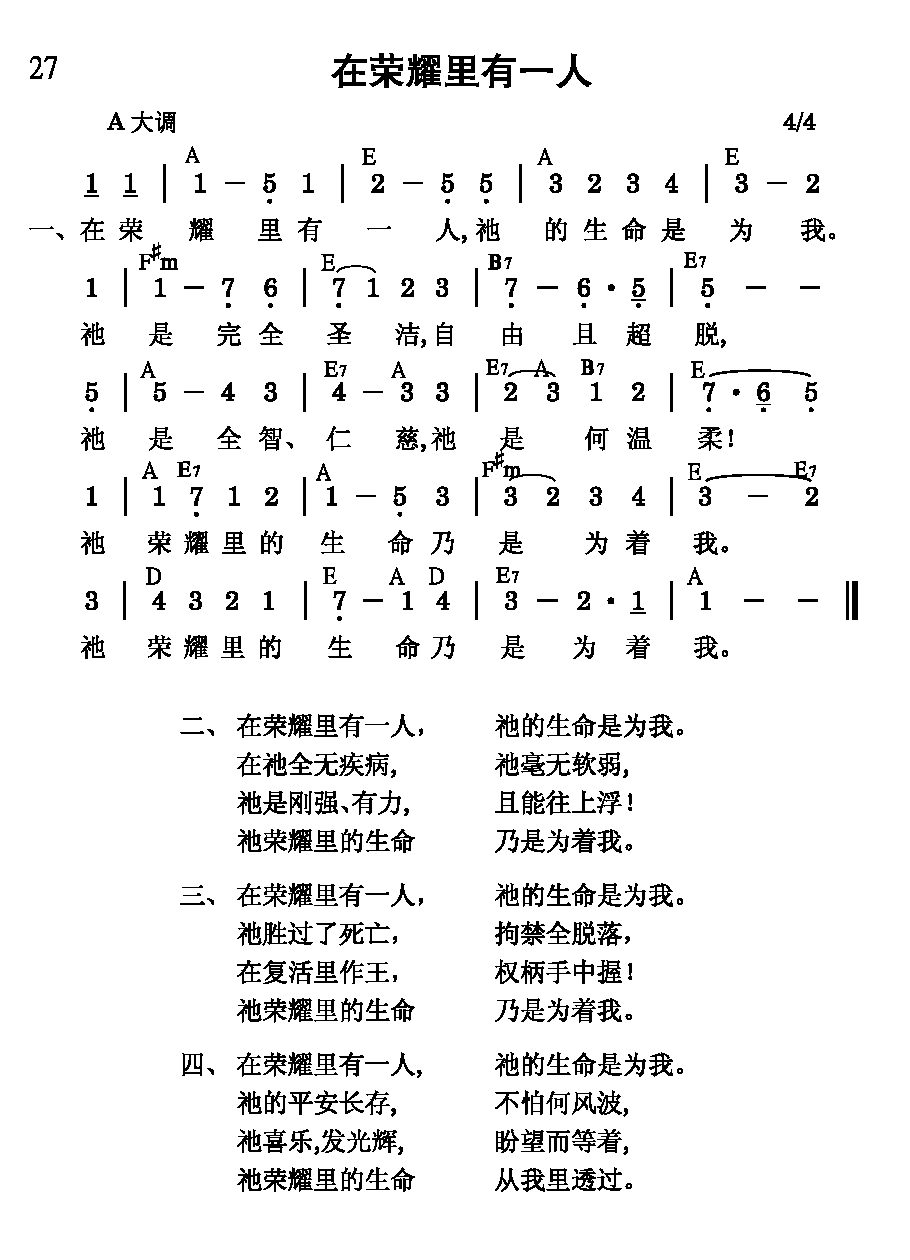 27
在荣耀里有一人
A 大调 4/4
A E A E
1 1 | 1 － 5 1 | 2 － 5 5 | 3 2 3 4 | 3 － 2
一、在荣 耀 里有 一 人,祂 的生命是 为 我。
F#m E B7 E7
1 | 1 － 7 6 | 7 1 2 3 | 7 － 6 · 5 | 5 － －
祂 是 完全 圣 洁,自 由 且超 脱,
A E7 A E7 A B7 E
5 | 5 － 4 3 | 4 － 3 3 | 2 3 1 2 | 7 · 6 5
祂 是 全智、仁 慈,祂 是 何温 柔！
A E7 A F#m E E7
1 | 1 7 1 2 | 1 － 5 3 | 3 2 3 4 | 3 － 2
祂 荣耀里的 生 命乃 是 为着 我。
D E A D E7 A
3 | 4 3 2 1 | 7 － 1 4 | 3 － 2 · 1 | 1 － － ‖
祂 荣耀里的 生 命乃 是 为 着 我。
二、 在荣耀里有一人， 祂的生命是为我。
在祂全无疾病, 祂毫无软弱,
祂是刚强、有力, 且能往上浮！
祂荣耀里的生命 乃是为着我。
三、 在荣耀里有一人， 祂的生命是为我。
祂胜过了死亡， 拘禁全脱落，
在复活里作王， 权柄手中握！
祂荣耀里的生命 乃是为着我。
四、 在荣耀里有一人, 祂的生命是为我。
祂的平安长存, 不怕何风波,
祂喜乐,发光辉, 盼望而等着,
祂荣耀里的生命 从我里透过。